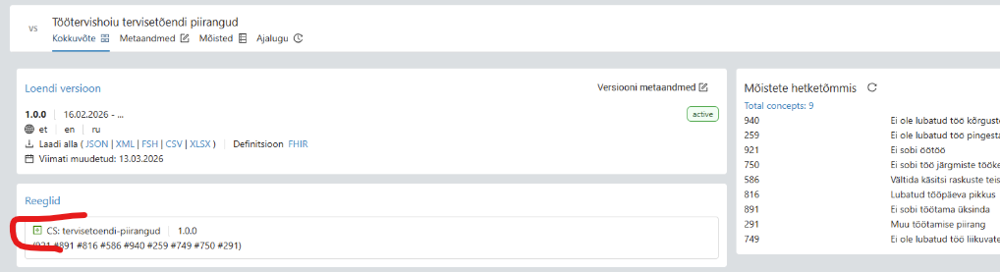 VS
Töötervishoiu tervisetõendi piirangud
Kokkuvõte Metaandmed Mõisted Ajalugu
Loendi versioon
Versiooni metaandmed
1.0.0 | 16.02.2026 - ...
active
et | en | ru
Laadi alla ( JSON | XML | FSH | CSV | XLSX ) | Definitsioon FHIR
Viimati muudetud: 13.03.2026
Reeglid
CS: tervisetoendi-piirangud | 1.0.0
(921 #891 #816 #586 #940 #259 #749 #750 #291)
Mõistete hetketõmmis
Total concepts: 9
940 Ei ole lubatud töö kõrguste
259 Ei ole lubatud töö pingesta
921 Ei sobi öötöö
750 Ei sobi töö järgmiste tööke
586 Vältida käsitsi raskuste teis
816 Lubatud tööpäeva pikkus
891 Ei sobi töötama üksinda
291 Muu töötamise piirang
749 Ei ole lubatud töö liikuvate